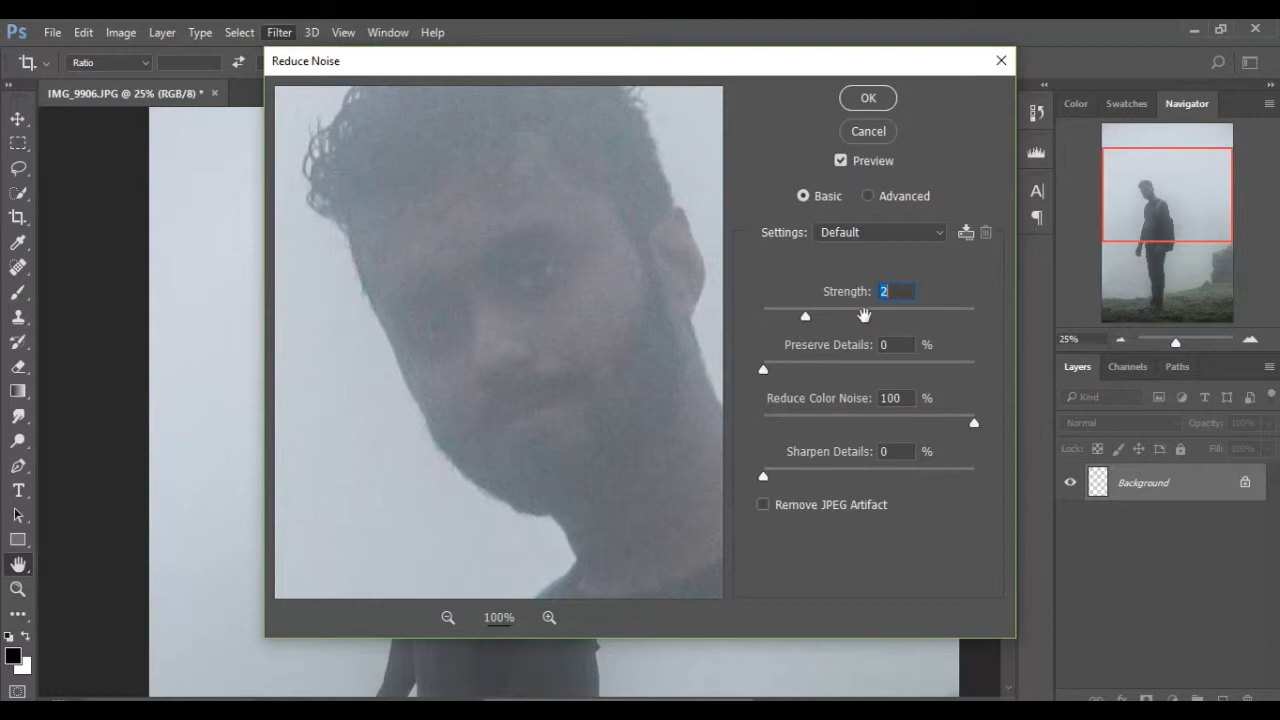 Ps File Edit Image Layer Type Select Filter 3D View Window Help
Ratio
Reduce Noise
IMG_9906.JPG @ 25% (RGB/8) *
OK
Cancel
Preview
Basic Advanced
Settings: Default
Strength: 2
Preserve Details: 0 %
Reduce Color Noise: 100 %
Sharpen Details: 0 %
Remove JPEG Artifact
100%
Color Swatches Navigator
25%
Layers Channels Paths
Kind
Normal Opacity: 100%
Lock: Fill: 100%
Background